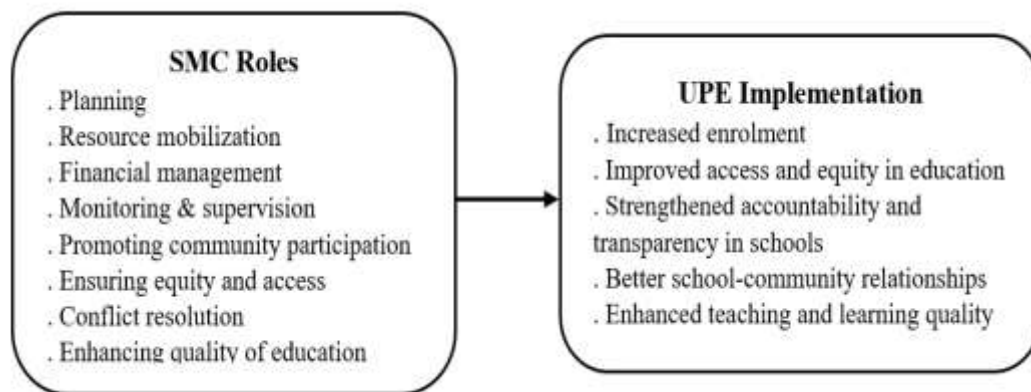 SMC Roles
. Planning
. Resource mobilization
. Financial management
. Monitoring & supervision
. Promoting community participation
. Ensuring equity and access
. Conflict resolution
. Enhancing quality of education
UPE Implementation
. Increased enrolment
. Improved access and equity in education
. Strengthened accountability and
transparency in schools
. Better school-community relationships
. Enhanced teaching and learning quality